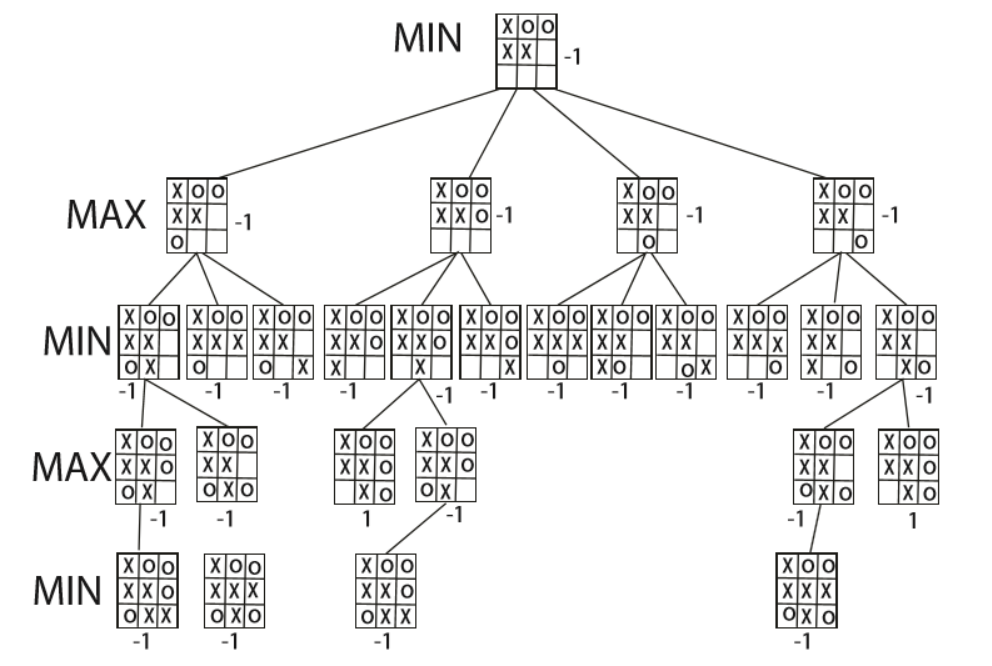 X O O
MIN
X X
-1
X O O X O O X O O X O O
MAX X X X X O X X X X
-1 -1 -1 -1
O O O
X O O X O O X O O X O O X O O X O O X O O X O O X O O X O O X O O X O O
MIN X X X X X X X X X O X X O X X O X X X X X X X X X X X X X X
O X O O X X X X O X O O X O X O X O
-1 -1 -1 -1 -1 -1 -1 -1 -1 -1 -1 -1
X O O X O O X O O X O O X O O X O O
MAX X X O X X X X O X X O X X X X O
O X O X O X O O X O X O X O
-1 -1 1 -1 -1 1
X O O X O O X O O X O O
MIN X X O X X X X X O X X X
O X X O X O O X X O X O
-1 -1 -1 -1